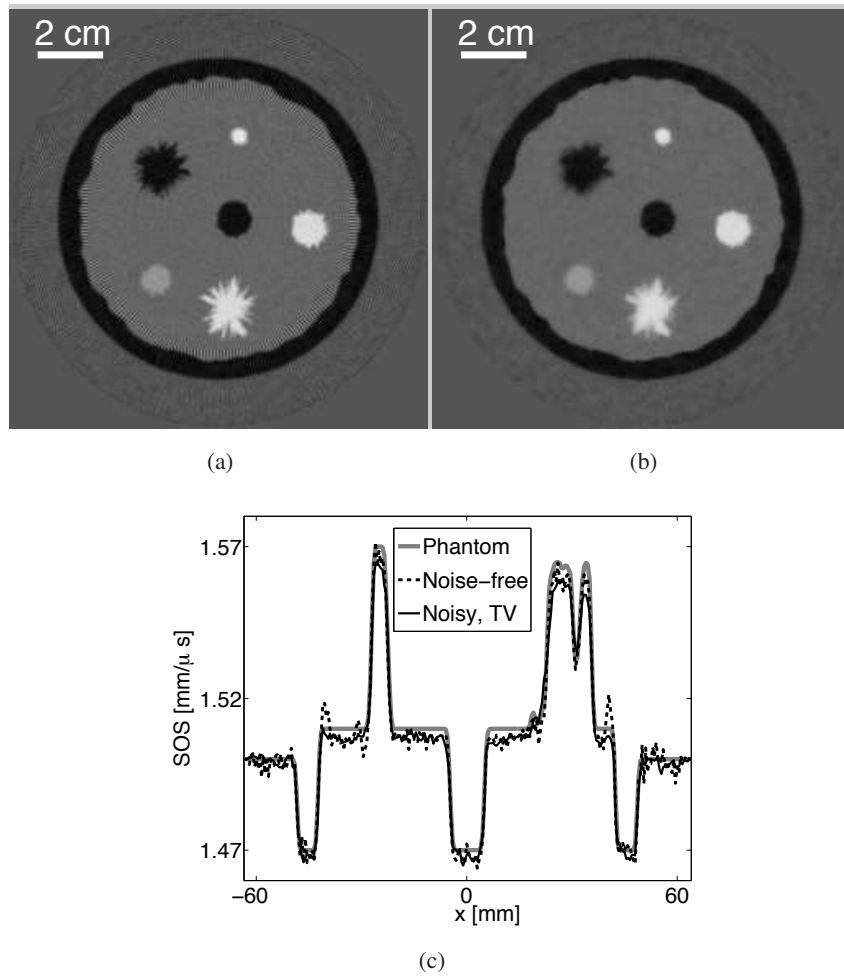 2 cm
2 cm
(a)
(b)
1.57
1.52
1.47
SOS [mm/μ s]
Phantom
Noise−free
Noisy, TV
−60
0
60
x [mm]
(c)